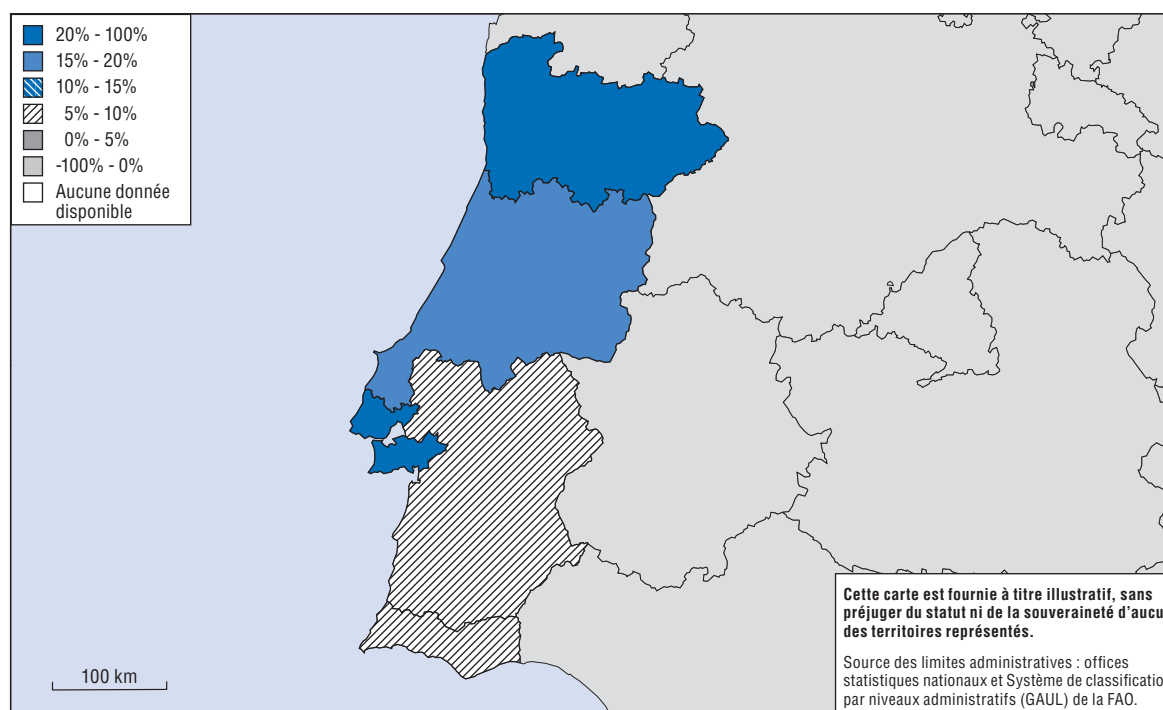 20% - 100%
15% - 20%
10% - 15%
5% - 10%
0% - 5%
-100% - 0%
Aucune donnée
disponible
100 km
Cette carte est fournie à titre illustratif, sans
préjuger du statut ni de la souveraineté d’aucu
des territoires représentés.
Source des limites administratives : offices
statistiques nationaux et Système de classificatio
par niveaux administratifs (GAUL) de la FAO.